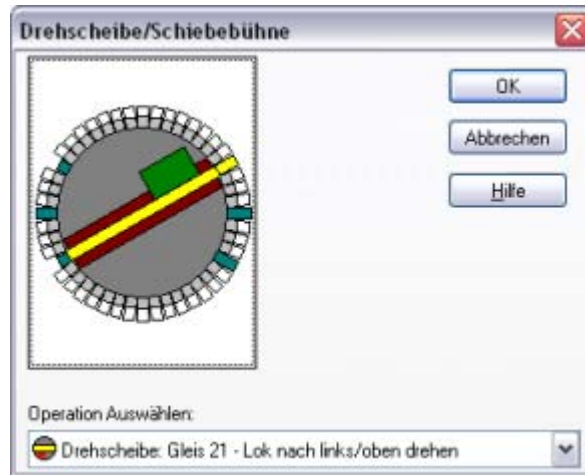 Drehscheibe/Schiebebühne
OK
Abbrechen
Hilfe
Operation Auswählen:
Drehscheibe: Gleis 21 - Lok nach links/oben drehen